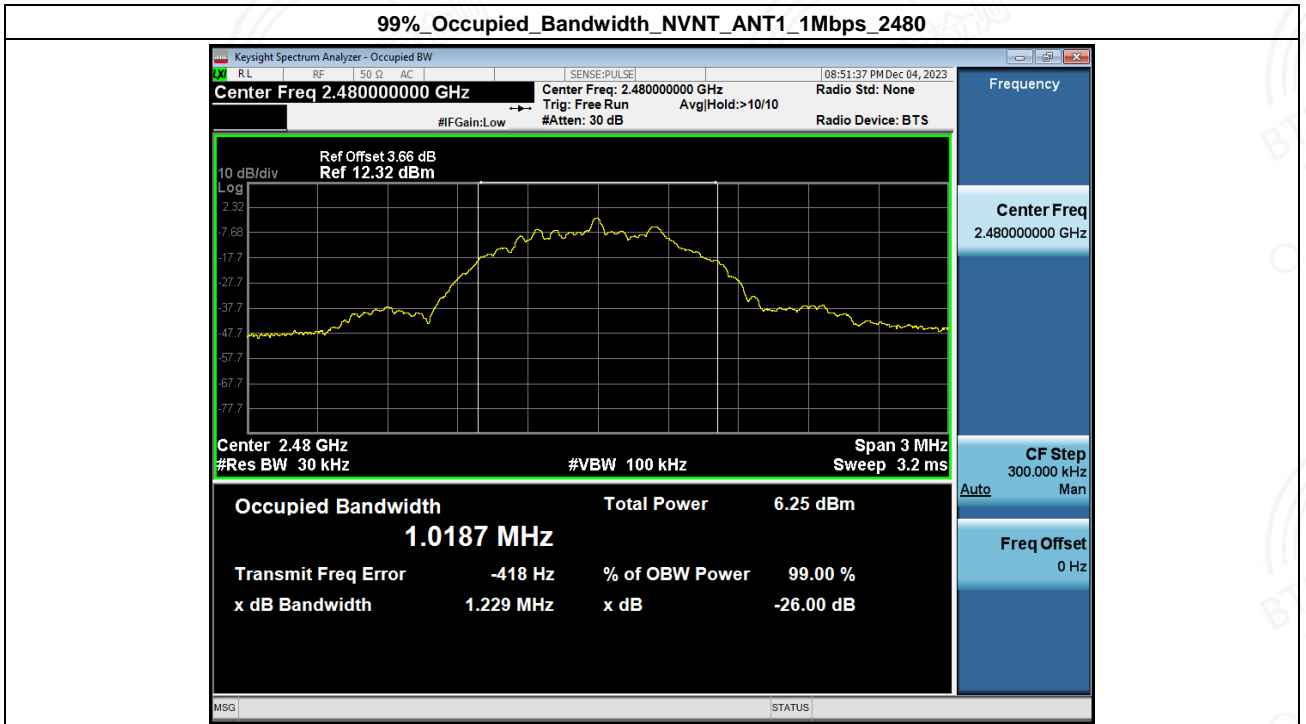 99%_Occupied_Bandwidth_NVNT_ANT1_1Mbps_2480
Keysight Spectrum Analyzer - Occupied BW
LXI RL RF 50 Ω AC SENSE:PULSE 08:51:37 PM Dec 04, 2023
Center Freq 2.480000000 GHz
Center Freq: 2.480000000 GHz Radio Std: None
Trig: Free Run Avg|Hold:>10/10
#IFGain:Low #Atten: 30 dB Radio Device: BTS
Ref Offset 3.66 dB
10 dB/div Ref 12.32 dBm
Log
2.32
-7.68
-17.7
-27.7
-37.7
-47.7
-57.7
-67.7
-77.7
Center 2.48 GHz Span 3 MHz
#Res BW 30 kHz #VBW 100 kHz Sweep 3.2 ms
Occupied Bandwidth Total Power 6.25 dBm
1.0187 MHz
Transmit Freq Error -418 Hz % of OBW Power 99.00 %
x dB Bandwidth 1.229 MHz x dB -26.00 dB
Frequency
Center Freq
2.480000000 GHz
CF Step
300.000 kHz
Auto Man
Freq Offset
0 Hz
MSG STATUS